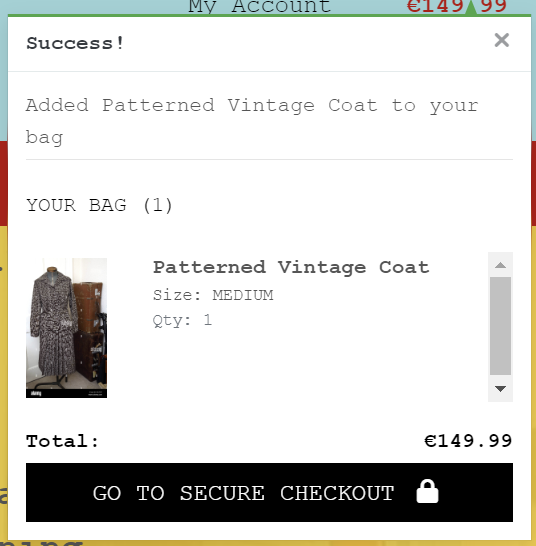 My Account €149.99
Success! ×
Added Patterned Vintage Coat to your
bag
YOUR BAG (1)
Patterned Vintage Coat
Size: MEDIUM
Qty: 1
Total: €149.99
GO TO SECURE CHECKOUT